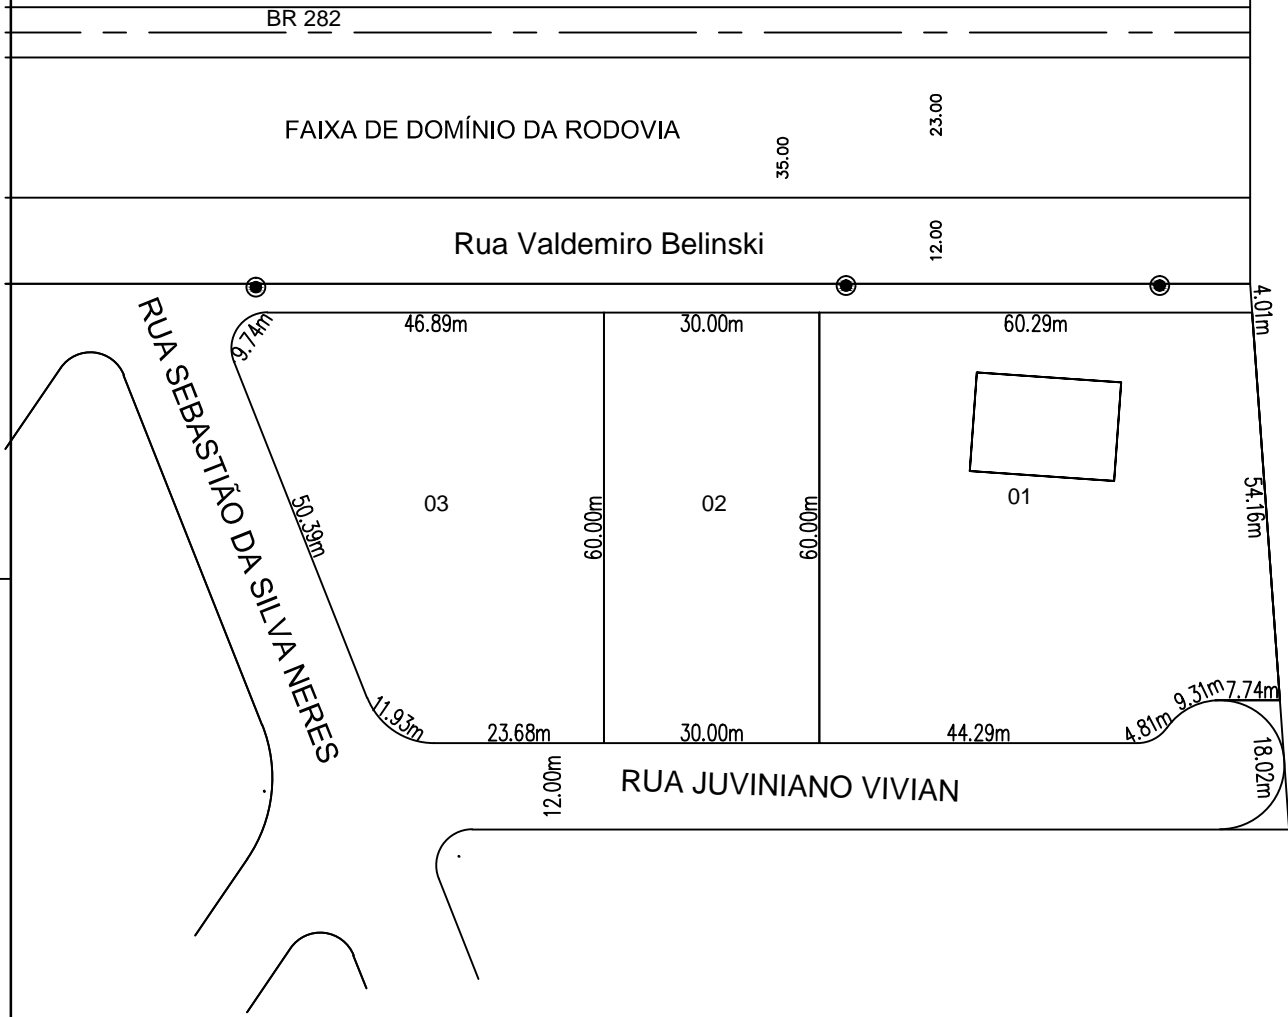 BR 282
23.00
FAIXA DE DOMÍNIO DA RODOVIA
35.00
12.00
Rua Valdemiro Belinski
4.01m
RUA SEBASTIÃO DA SILVA NERES
9.74m
46.89m
30.00m
60.29m
50.39m
03
60.00m
02
60.00m
01
54.16m
11.93m
23.68m
30.00m
44.29m
4.81m
9.31m
7.74m
12.00m
RUA JUVINIANO VIVIAN
18.02m